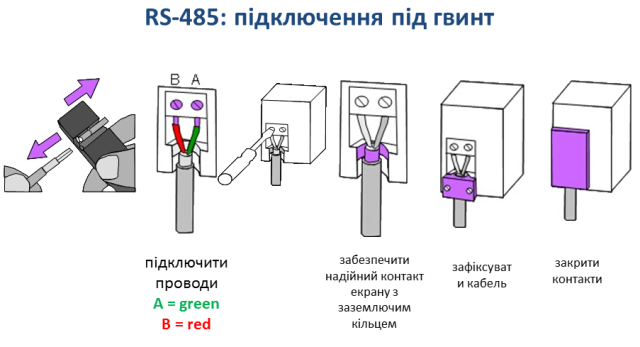 RS-485: підключення під гвинт
B A
підключити
проводи
A = green
B = red
забезпечити
надійний контакт
екрану з
заземлючим
кільцем
зафіксуват
и кабель
закрити
контакти